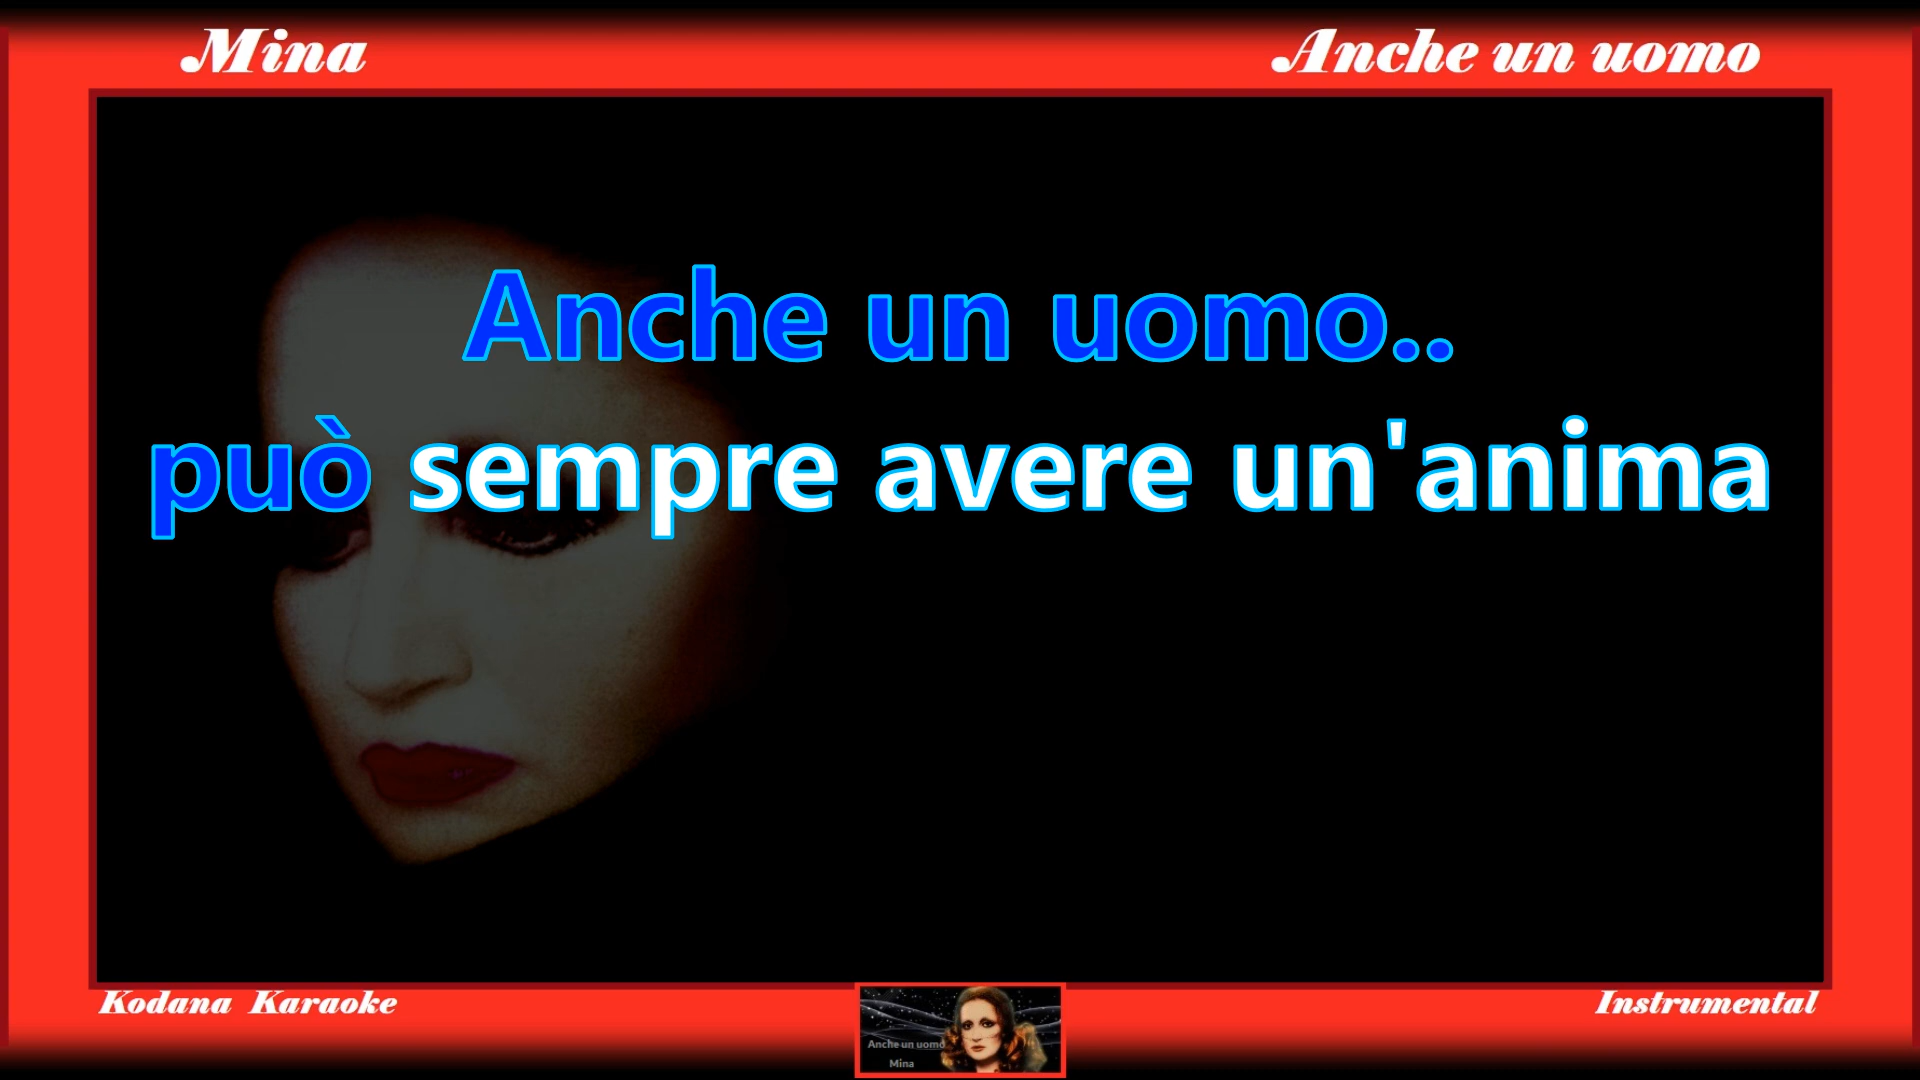 Mina
Anche un uomo
Anche un uomo..
può sempre avere un'anima
Kodana Karaoke
Instrumental
Anche un uomo
Mina